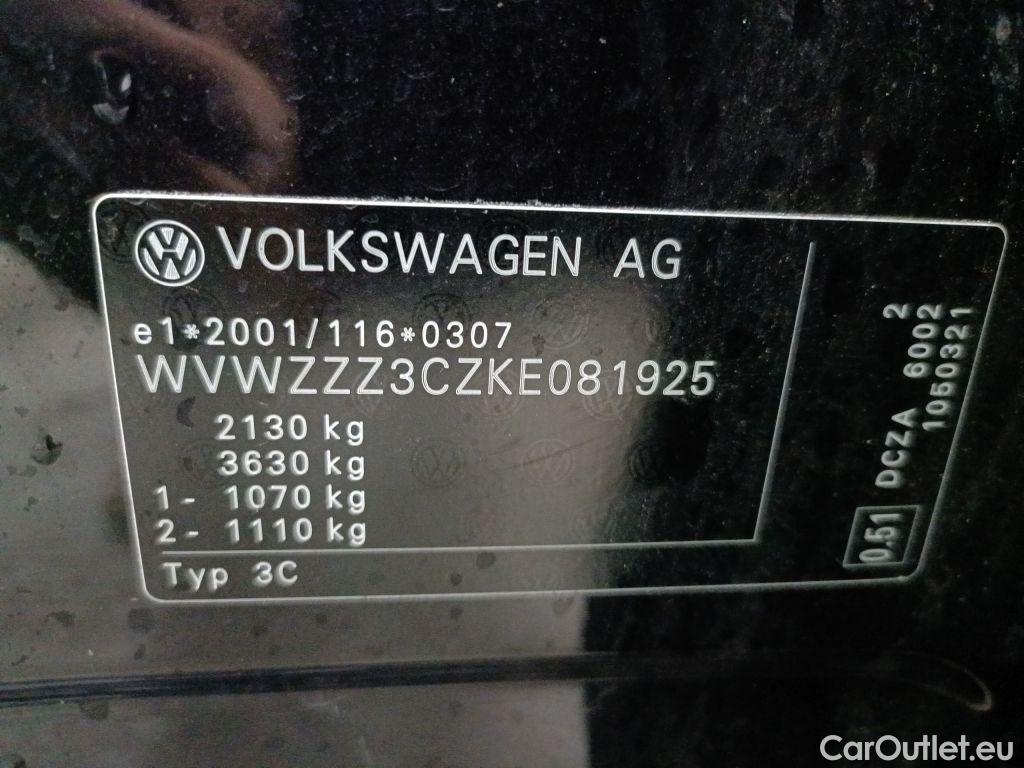 VOLKSWAGEN AG
e1*2001/116*0307
WVWZZZ3CZKE081925
2130 kg
3630 kg
1- 1070 kg
2- 1110 kg
Typ 3C
0.51
DCZA 6002 2
1050321
CarOutlet.eu